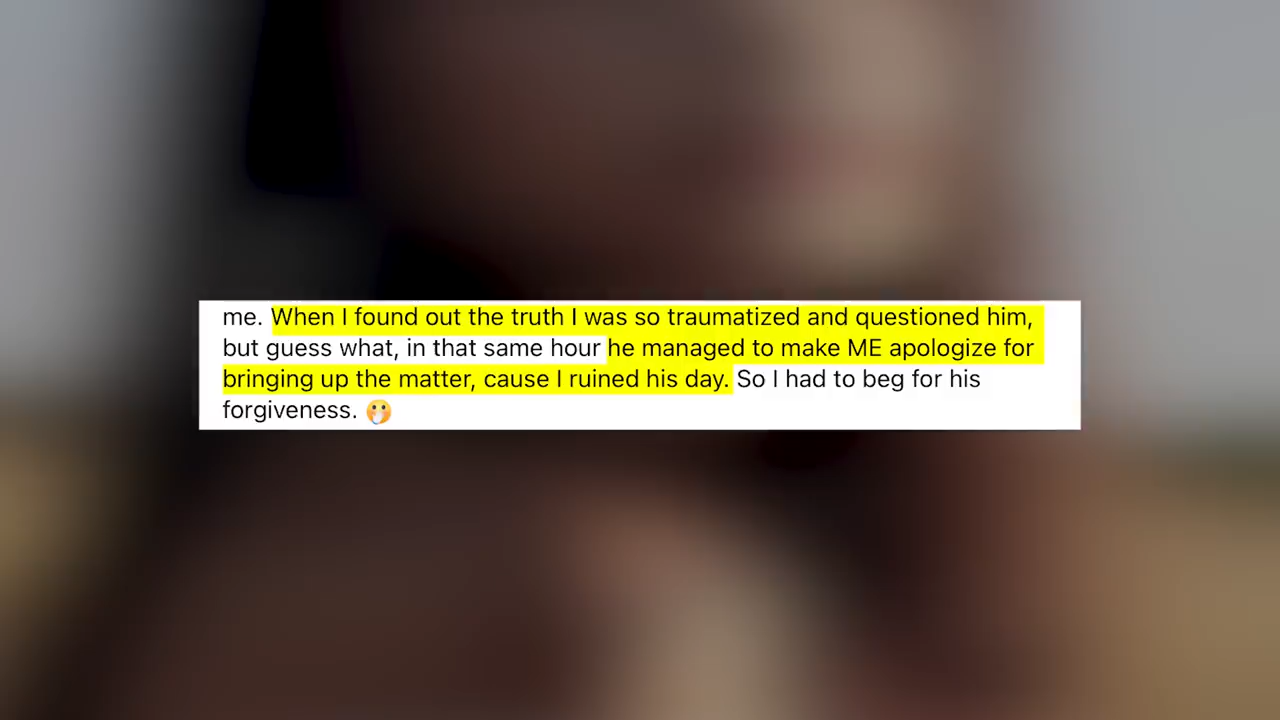 me. When I found out the truth I was so traumatized and questioned him,
but guess what, in that same hour he managed to make ME apologize for
bringing up the matter, cause I ruined his day. So I had to beg for his
forgiveness. 🫢